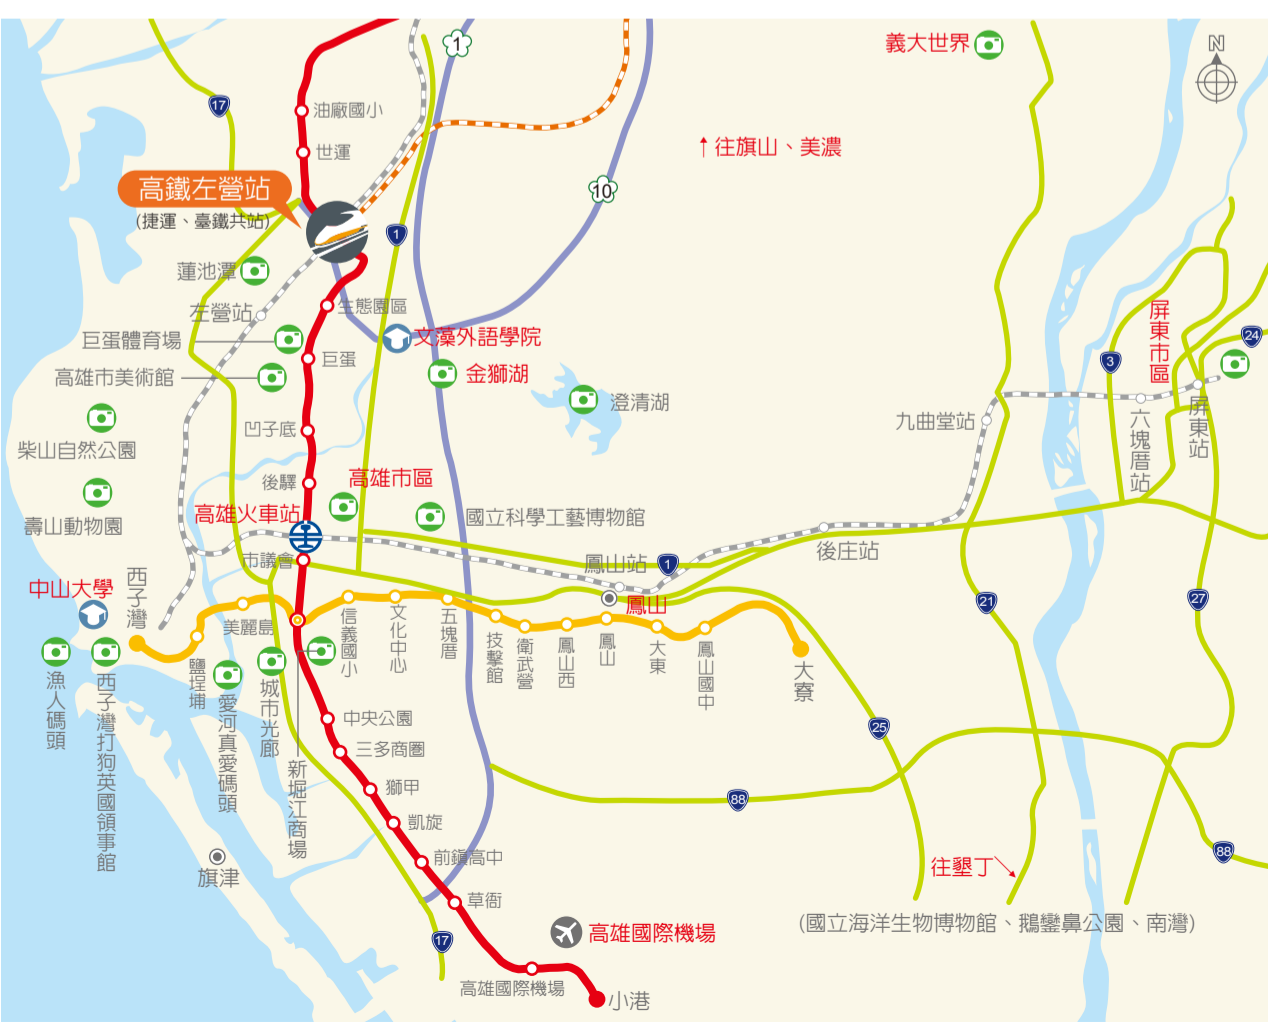 1
義大世界
N
17
油廠國小
↑往旗山、美濃
世運
高鐵左營站
10
(捷運、臺鐵共站)
1
蓮池潭
生態園區
左營站
屏東市區
24
巨蛋體育場
文藻外語學院
巨蛋
3
高雄市美術館
金獅湖
澄清湖
柴山自然公園
凹子底
九曲堂站
六塊厝站
屏東站
後驛
高雄市區
壽山動物園
高雄火車站
國立科學工藝博物館
後庄站
市議會
鳳山站
1
中山大學
西子灣
美麗島
信義國小
文化中心
五塊厝
鳳山
21
27
技擊館
衛武營
鳳山西
鳳山
大東
鳳山國中
大寮
鹽埕埔
漁人碼頭
西子灣打狗英國領事館
愛河真愛碼頭
城市光廊
新堀江商場
中央公園
25
三多商圈
獅甲
88
凱旋
前鎮高中
88
旗津
往墾丁
草衙
(國立海洋生物博物館、鵝鑾鼻公園、南灣)
17
高雄國際機場
高雄國際機場
小港